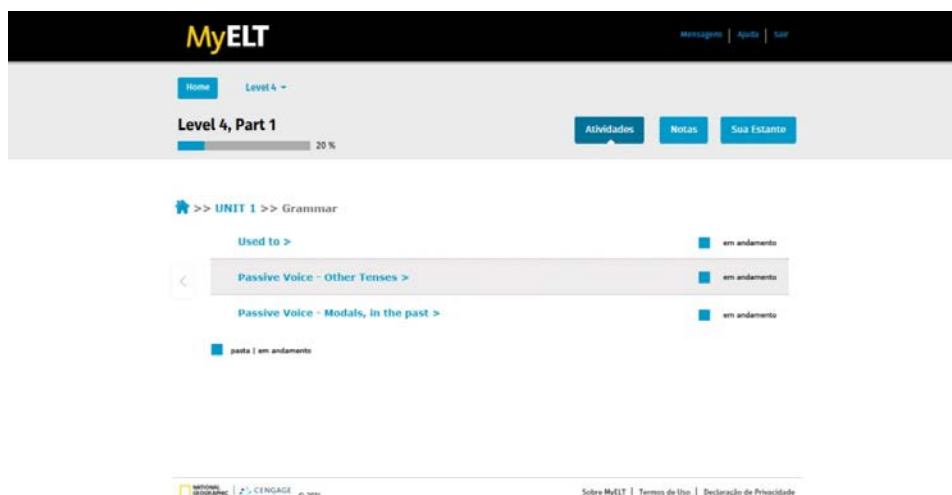 MyELT
Mensagens | Ajuda | Sair
Home Level 4
Level 4, Part 1
20 %
Atividades Notas Sua Estante
>> UNIT 1 >> Grammar
Used to > em andamento
Passive Voice - Other Tenses > em andamento
Passive Voice - Modals, in the past > em andamento
pasta | em andamento
NATIONAL GEOGRAPHIC | CENGAGE Sobre MyELT | Termos de Uso | Declaração de Privacidade